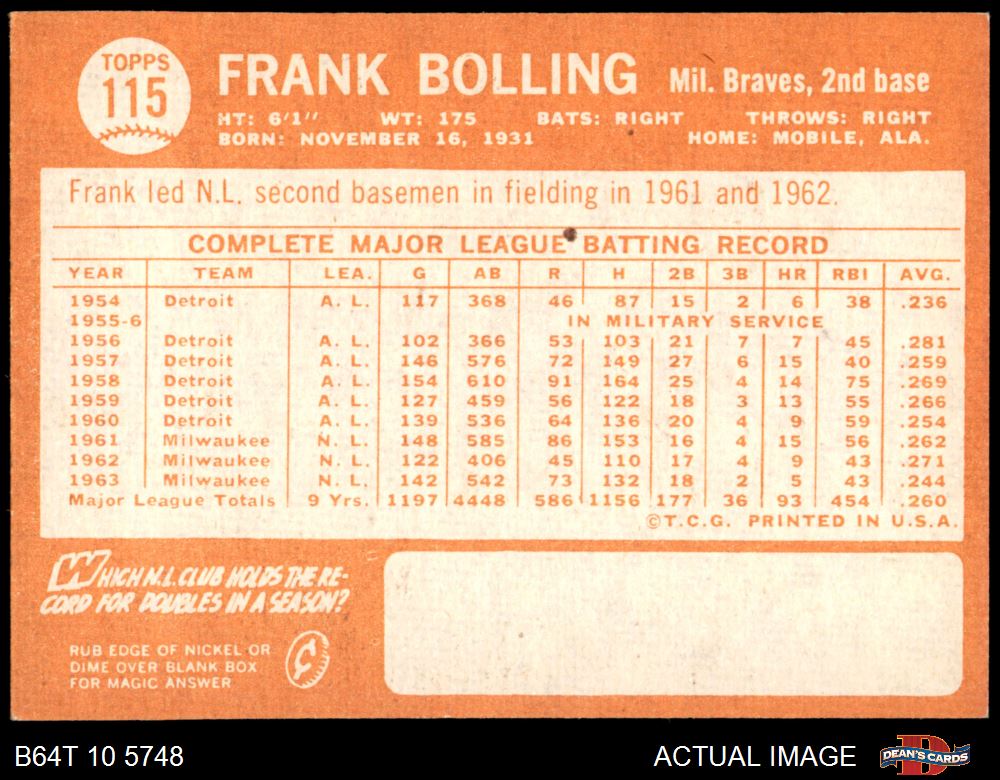 TOPPS
115
FRANK BOLLING Mil. Braves, 2nd base
HT: 6'1" WT: 175 BATS: RIGHT THROWS: RIGHT
BORN: NOVEMBER 16, 1931 HOME: MOBILE, ALA.
Frank led N.L. second basemen in fielding in 1961 and 1962.
COMPLETE MAJOR LEAGUE BATTING RECORD
YEAR TEAM LEA. G AB R H 2B 3B HR RBI AVG.
1954 Detroit A. L. 117 368 46 87 15 2 6 38 .236
1955-6 IN MILITARY SERVICE
1956 Detroit A. L. 102 366 53 103 21 7 7 45 .281
1957 Detroit A. L. 146 576 72 149 27 6 15 40 .259
1958 Detroit A. L. 154 610 91 164 25 4 14 75 .269
1959 Detroit A. L. 127 459 56 122 18 3 13 55 .266
1960 Detroit A. L. 139 536 64 136 20 4 9 59 .254
1961 Milwaukee N. L. 148 585 86 153 16 4 15 56 .262
1962 Milwaukee N. L. 122 406 45 110 17 4 9 43 .271
1963 Milwaukee N. L. 142 542 73 132 18 2 5 43 .244
Major League Totals 9 Yrs. 1197 4448 586 1156 177 36 93 454 .260
©T.C.G. PRINTED IN U.S.A.
WHICH N.L. CLUB HOLDS THE RE-
CORD FOR DOUBLES IN A SEASON?
RUB EDGE OF NICKEL OR
DIME OVER BLANK BOX
FOR MAGIC ANSWER
¢
B64T 10 5748 ACTUAL IMAGE DEAN'S CARDS